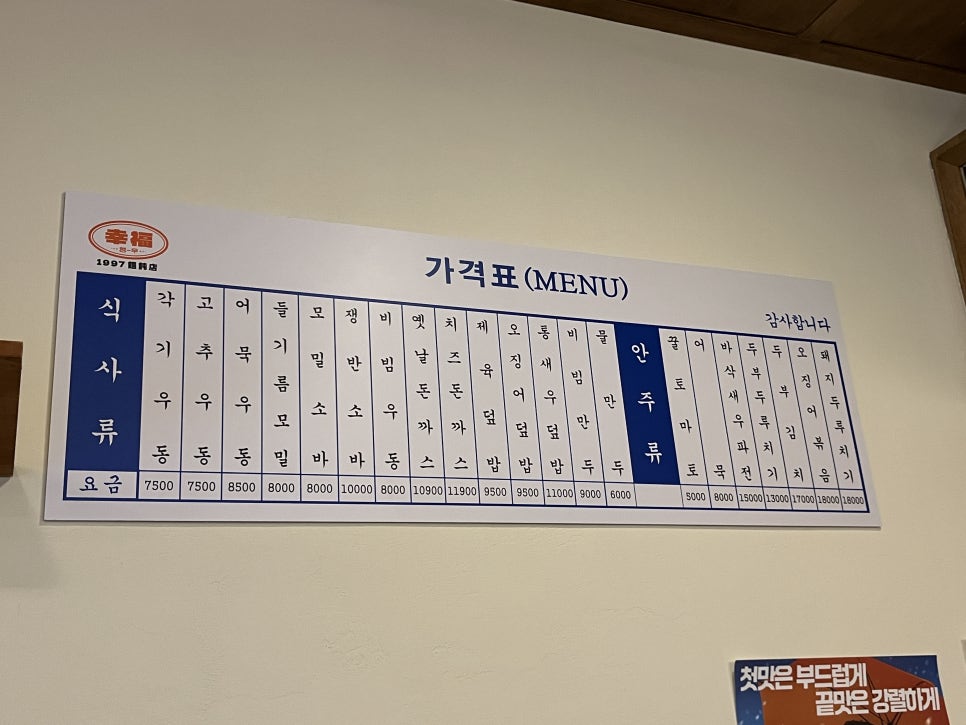 幸福
1997
가격표(MENU)
감사합니다
식사류
각기우동
고추우동
어묵우동
들기름모밀
모밀소바
쟁반소바
비빔우동
옛날돈까스
치즈돈까스
제육덮밥
오징어덮밥
통새우덮밥
비빔만두
물만두
안주류
꿀토마토
어묵
바삭새우파전
두부두루치기
두부김치
오징어볶음
돼지두루치기
요금 7500 7500 8500 8000 8000 10000 8000 10900 11900 9500 9500 11000 9000 6000 5000 8000 15000 13000 17000 18000 18000
첫맛은 부드럽게
끝맛은 강렬하게